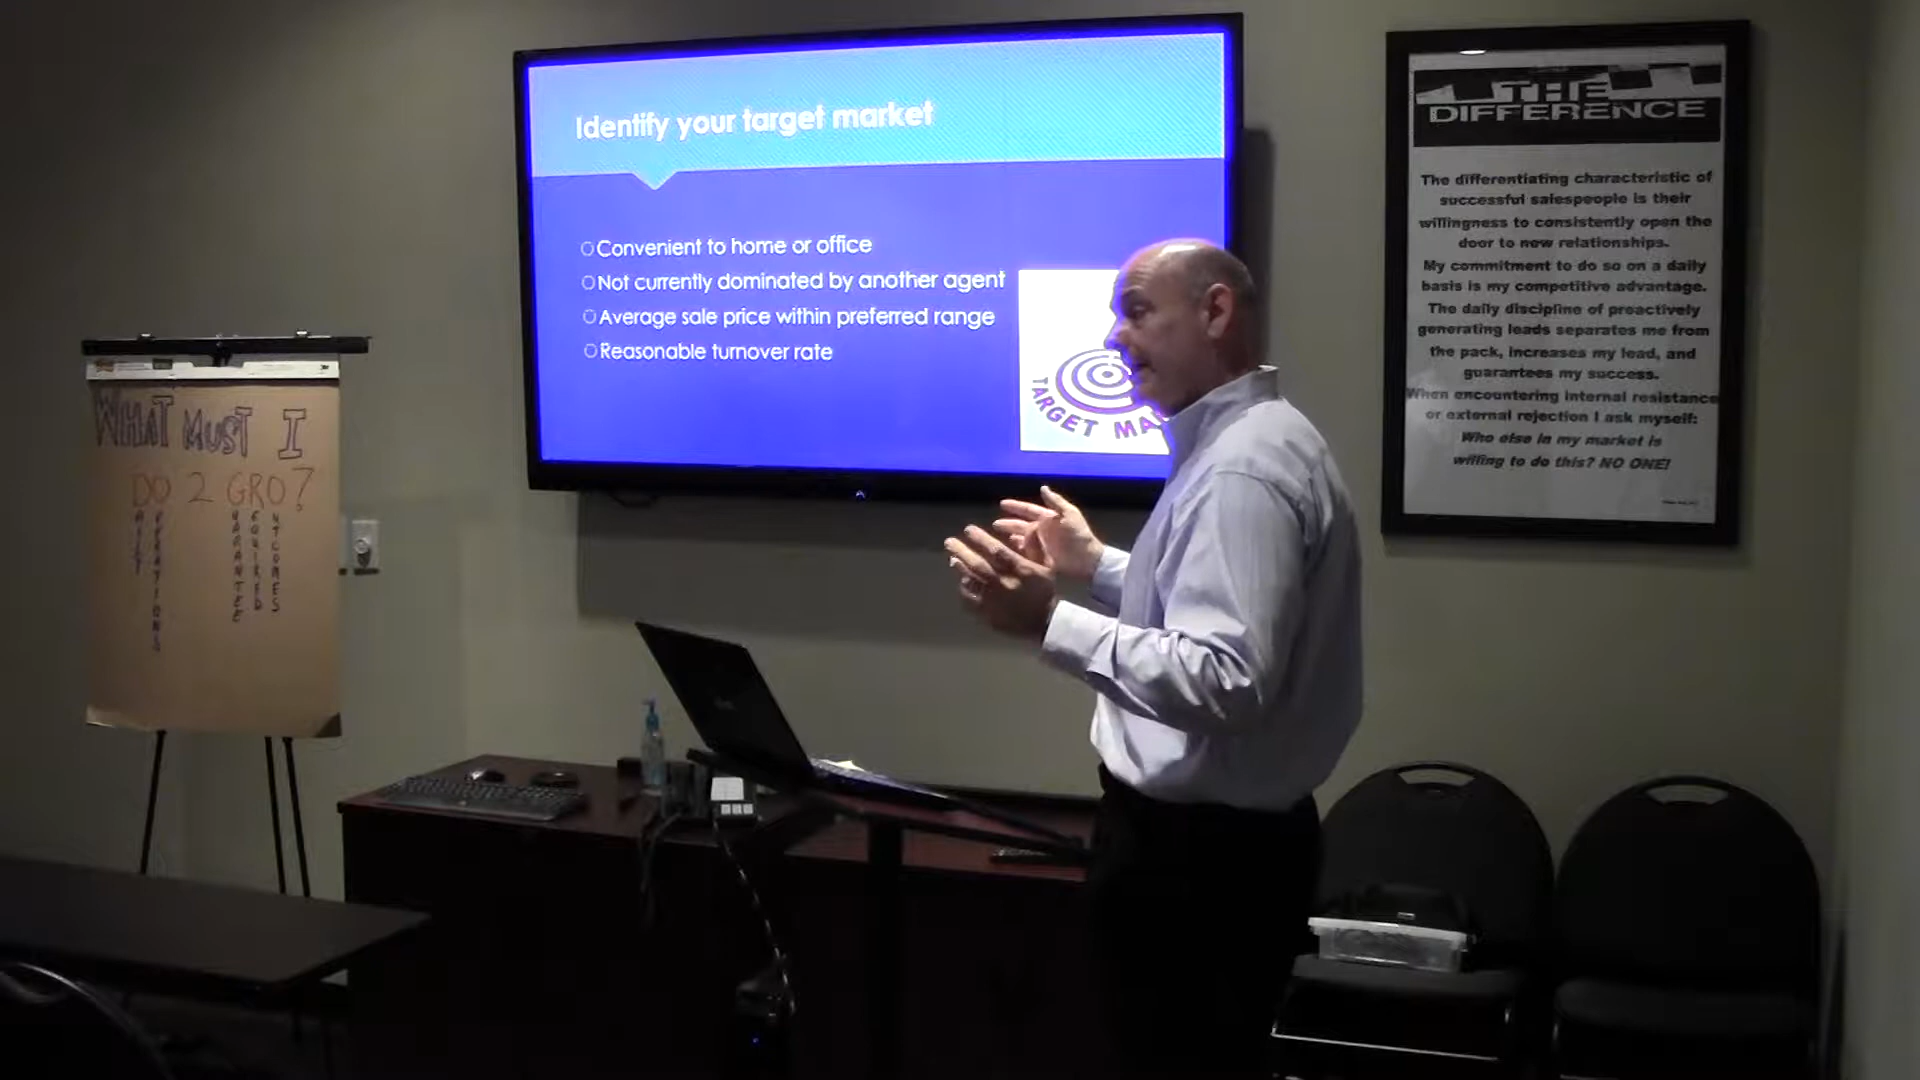 Identify your target market
Convenient to home or office
Not currently dominated by another agent
Average sale price within preferred range
Reasonable turnover rate
TARGET MA
THE
DIFFERENCE
The differentiating characteristic of
successful salespeople is their
willingness to consistently open the
door to new relationships.
My commitment to do so on a daily
basis is my competitive advantage.
The daily discipline of proactively
generating leads separates me from
the pack, increases my lead, and
guarantees my success.
When encountering internal resistance
or external rejection I ask myself:
Who else in my market is
willing to do this? NO ONE!
WHAT MUST I
DO 2 GRO?
DAILY
OPERATIONS
GUARANTEE
REQUIRED
OUTCOMES